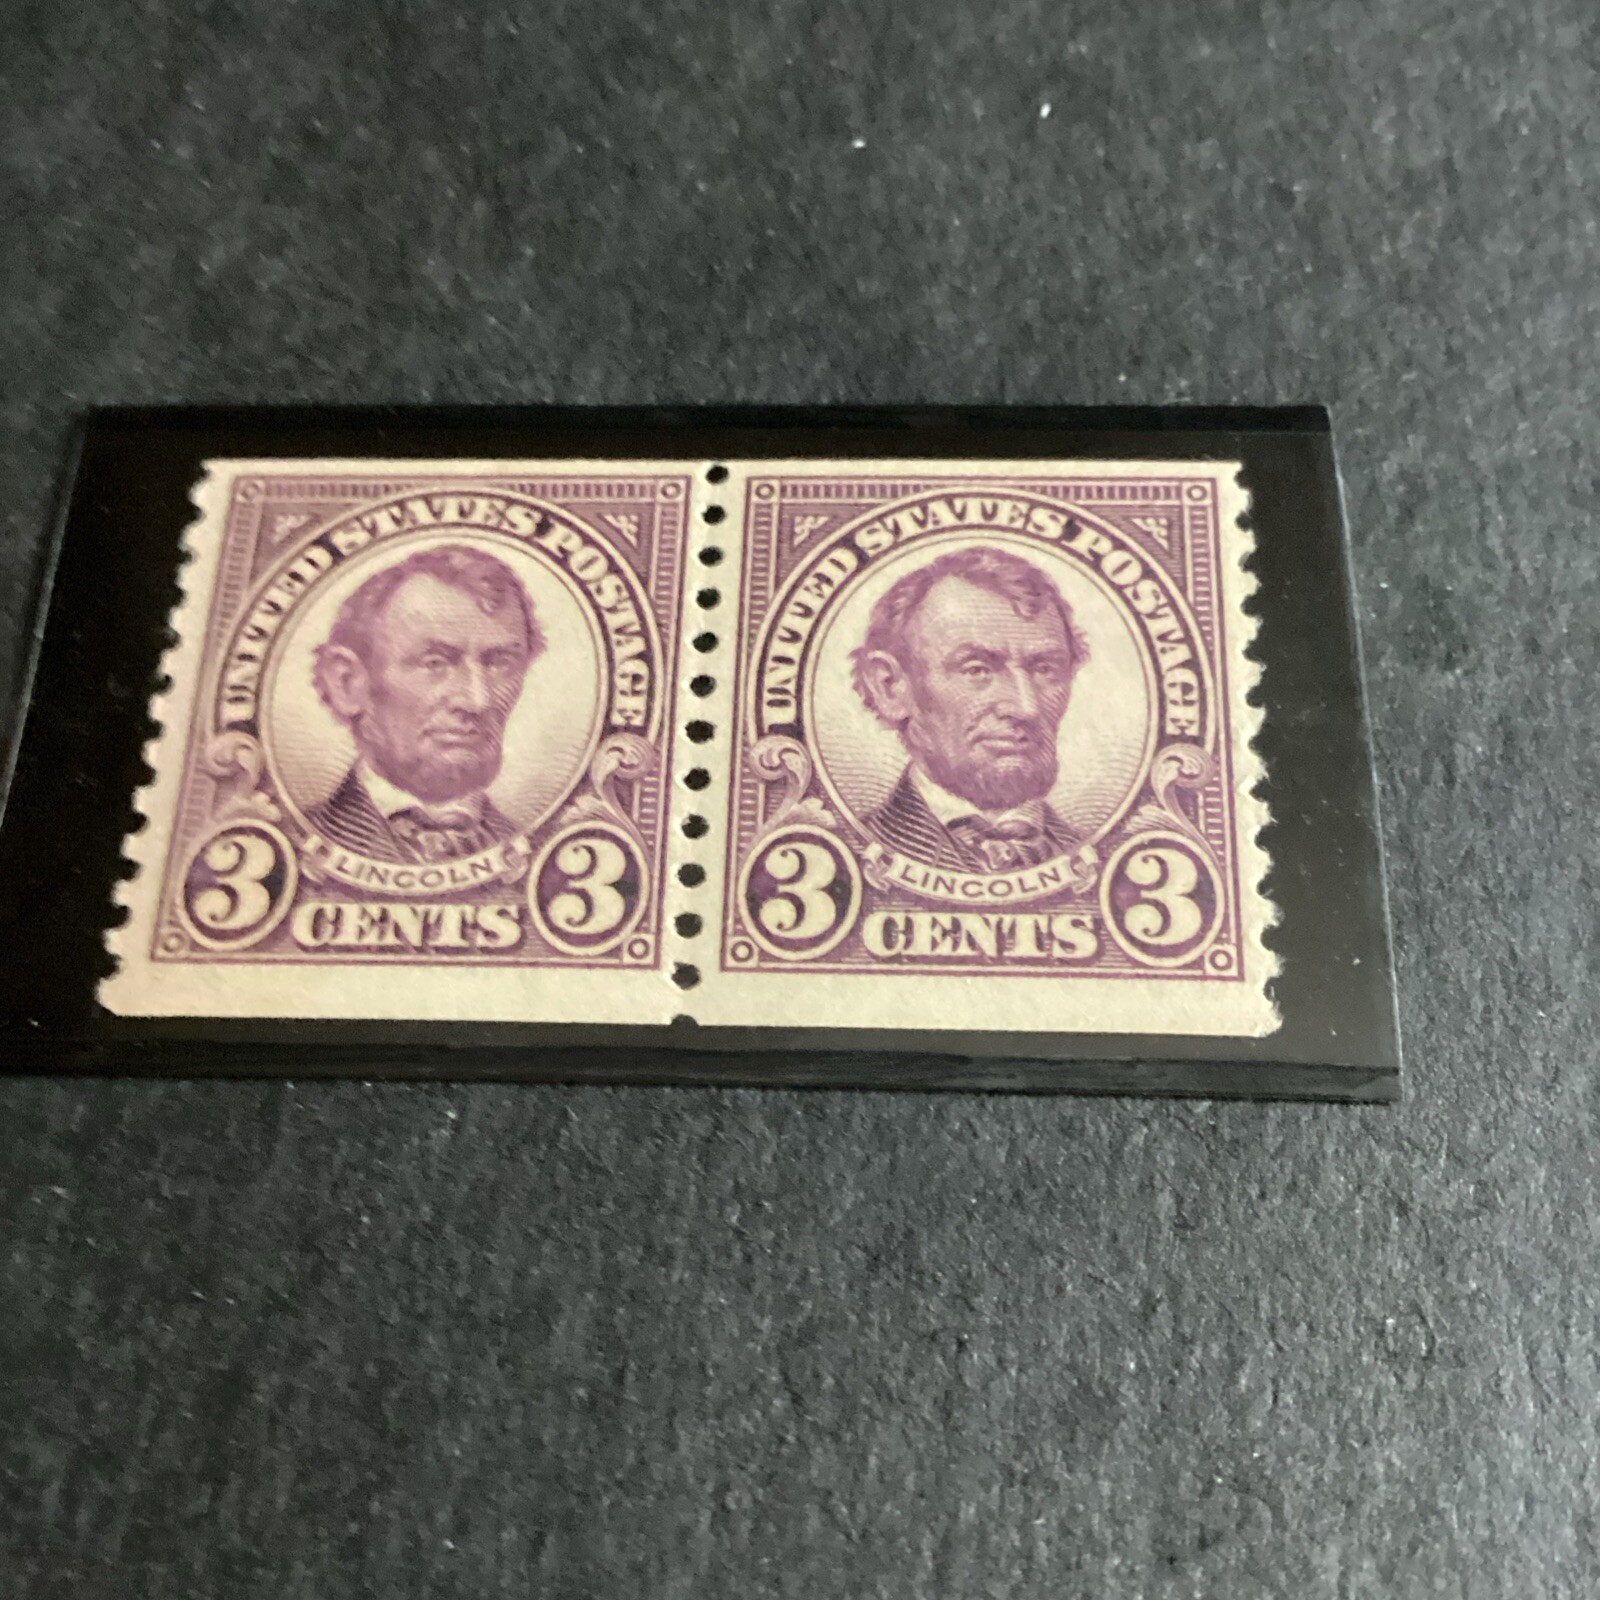 UNITED STATES POSTAGE
LINCOLN
3 CENTS 3
UNITED STATES POSTAGE
LINCOLN
3 CENTS 3